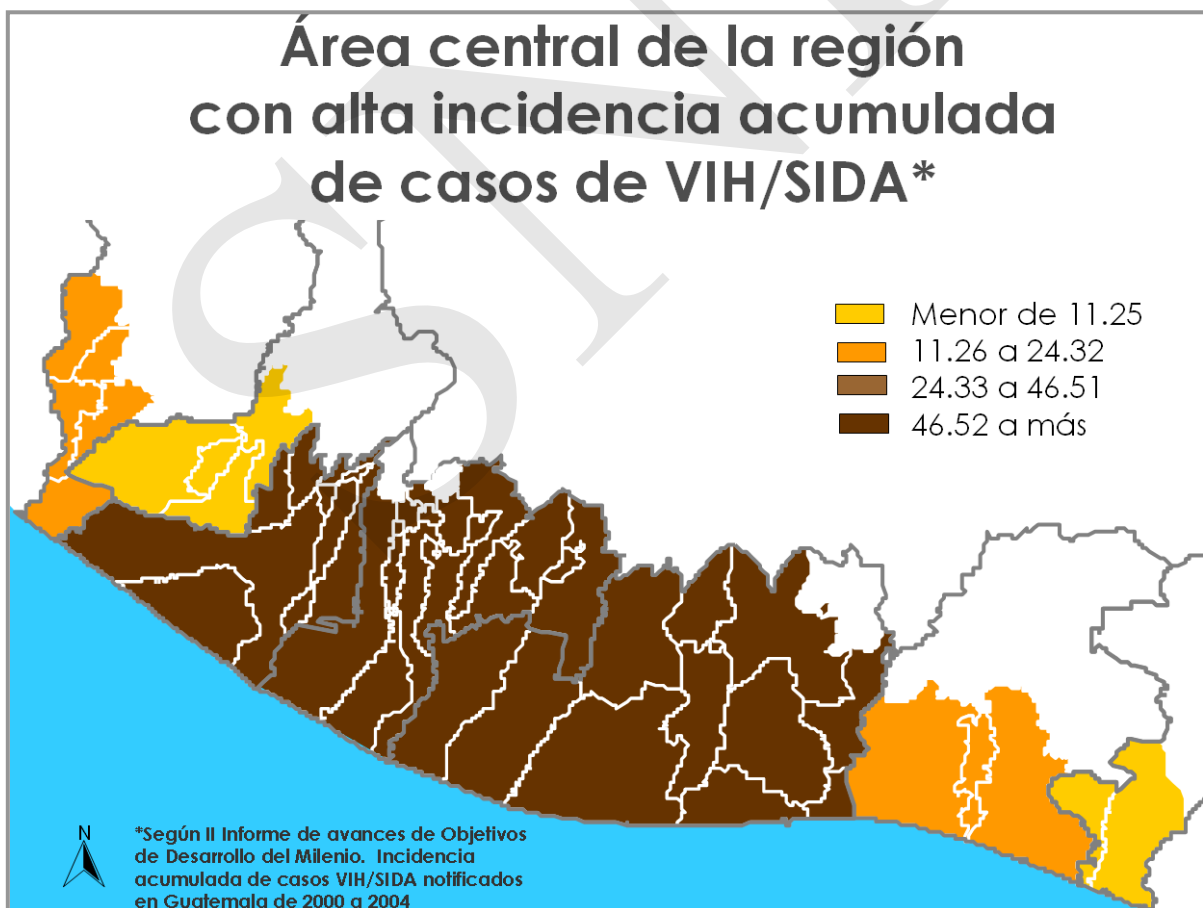 Área central de la región
con alta incidencia acumulada
de casos de VIH/SIDA*
Menor de 11.25
11.26 a 24.32
24.33 a 46.51
46.52 a más
N
*Según II Informe de avances de Objetivos
de Desarrollo del Milenio. Incidencia
acumulada de casos VIH/SIDA notificados
en Guatemala de 2000 a 2004